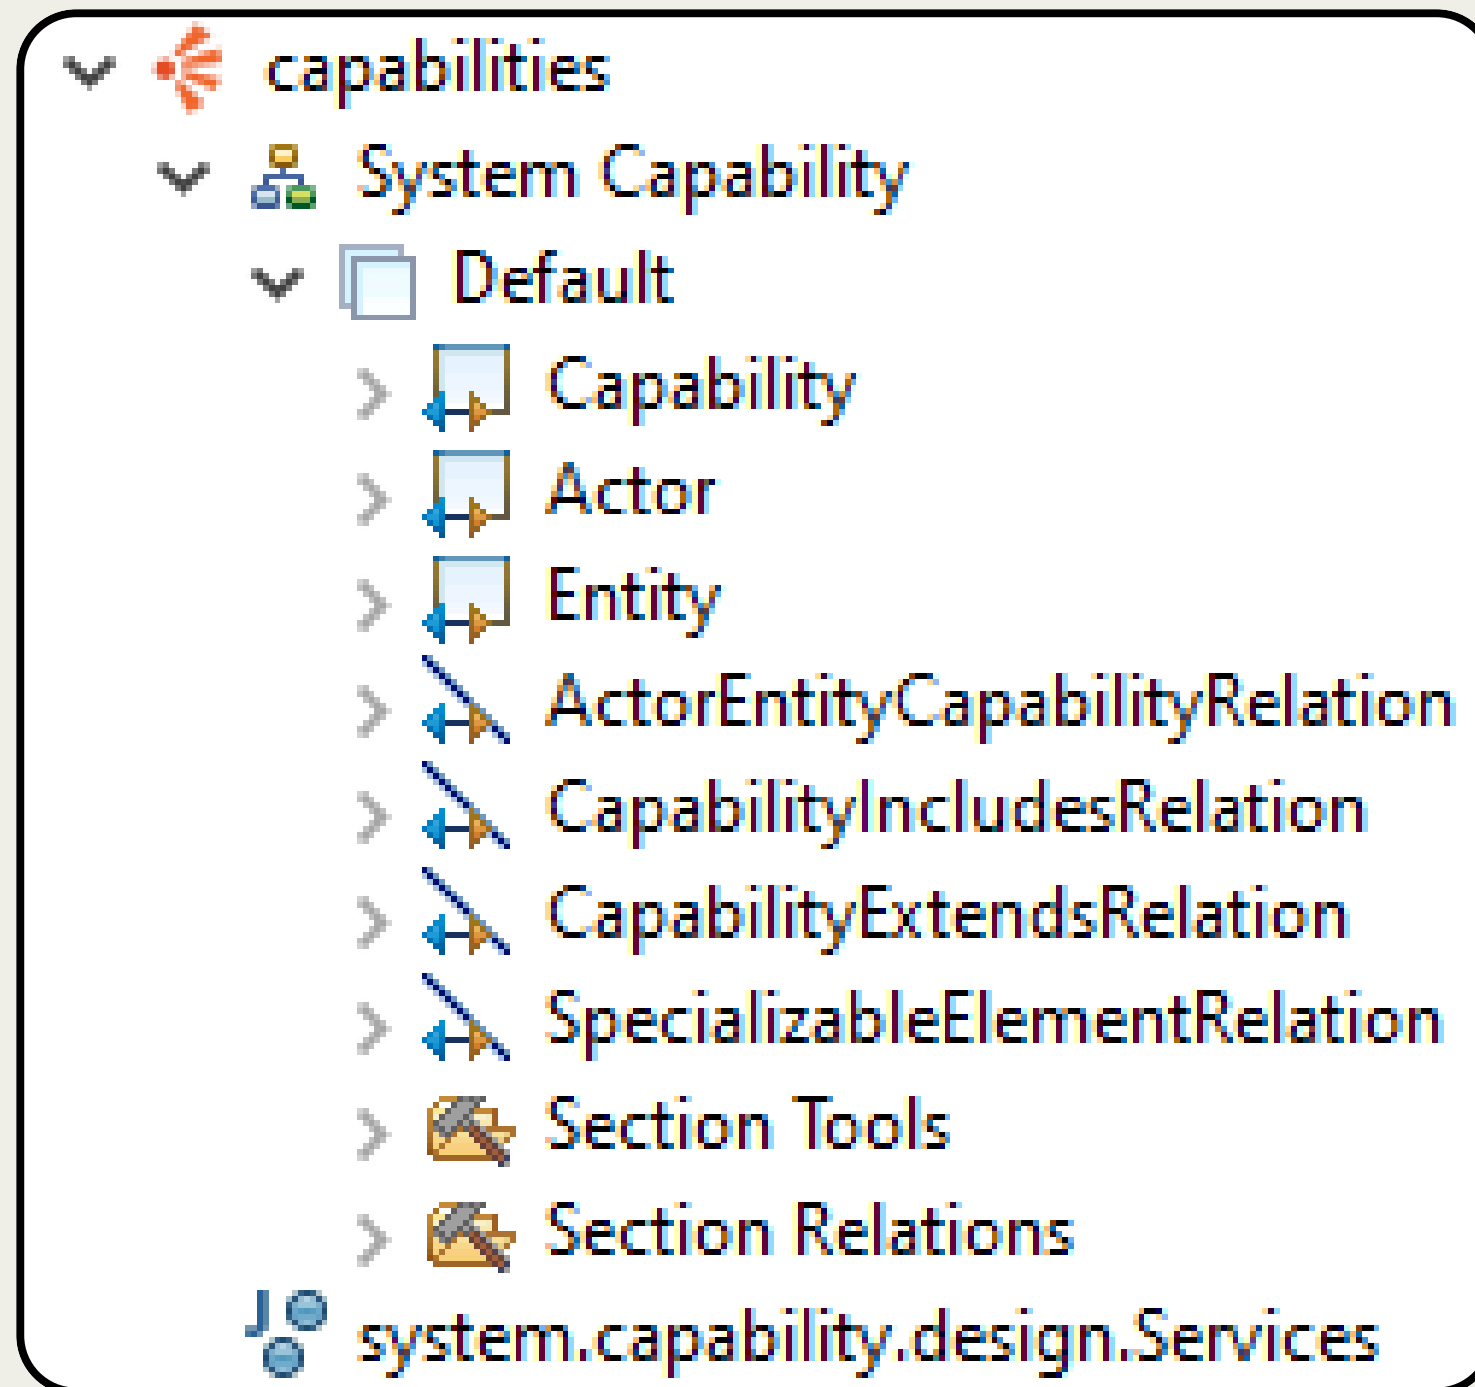 capabilities
System Capability
Default
Capability
Actor
Entity
ActorEntityCapabilityRelation
CapabilityIncludesRelation
CapabilityExtendsRelation
SpecializableElementRelation
Section Tools
Section Relations
system.capability.design.Services